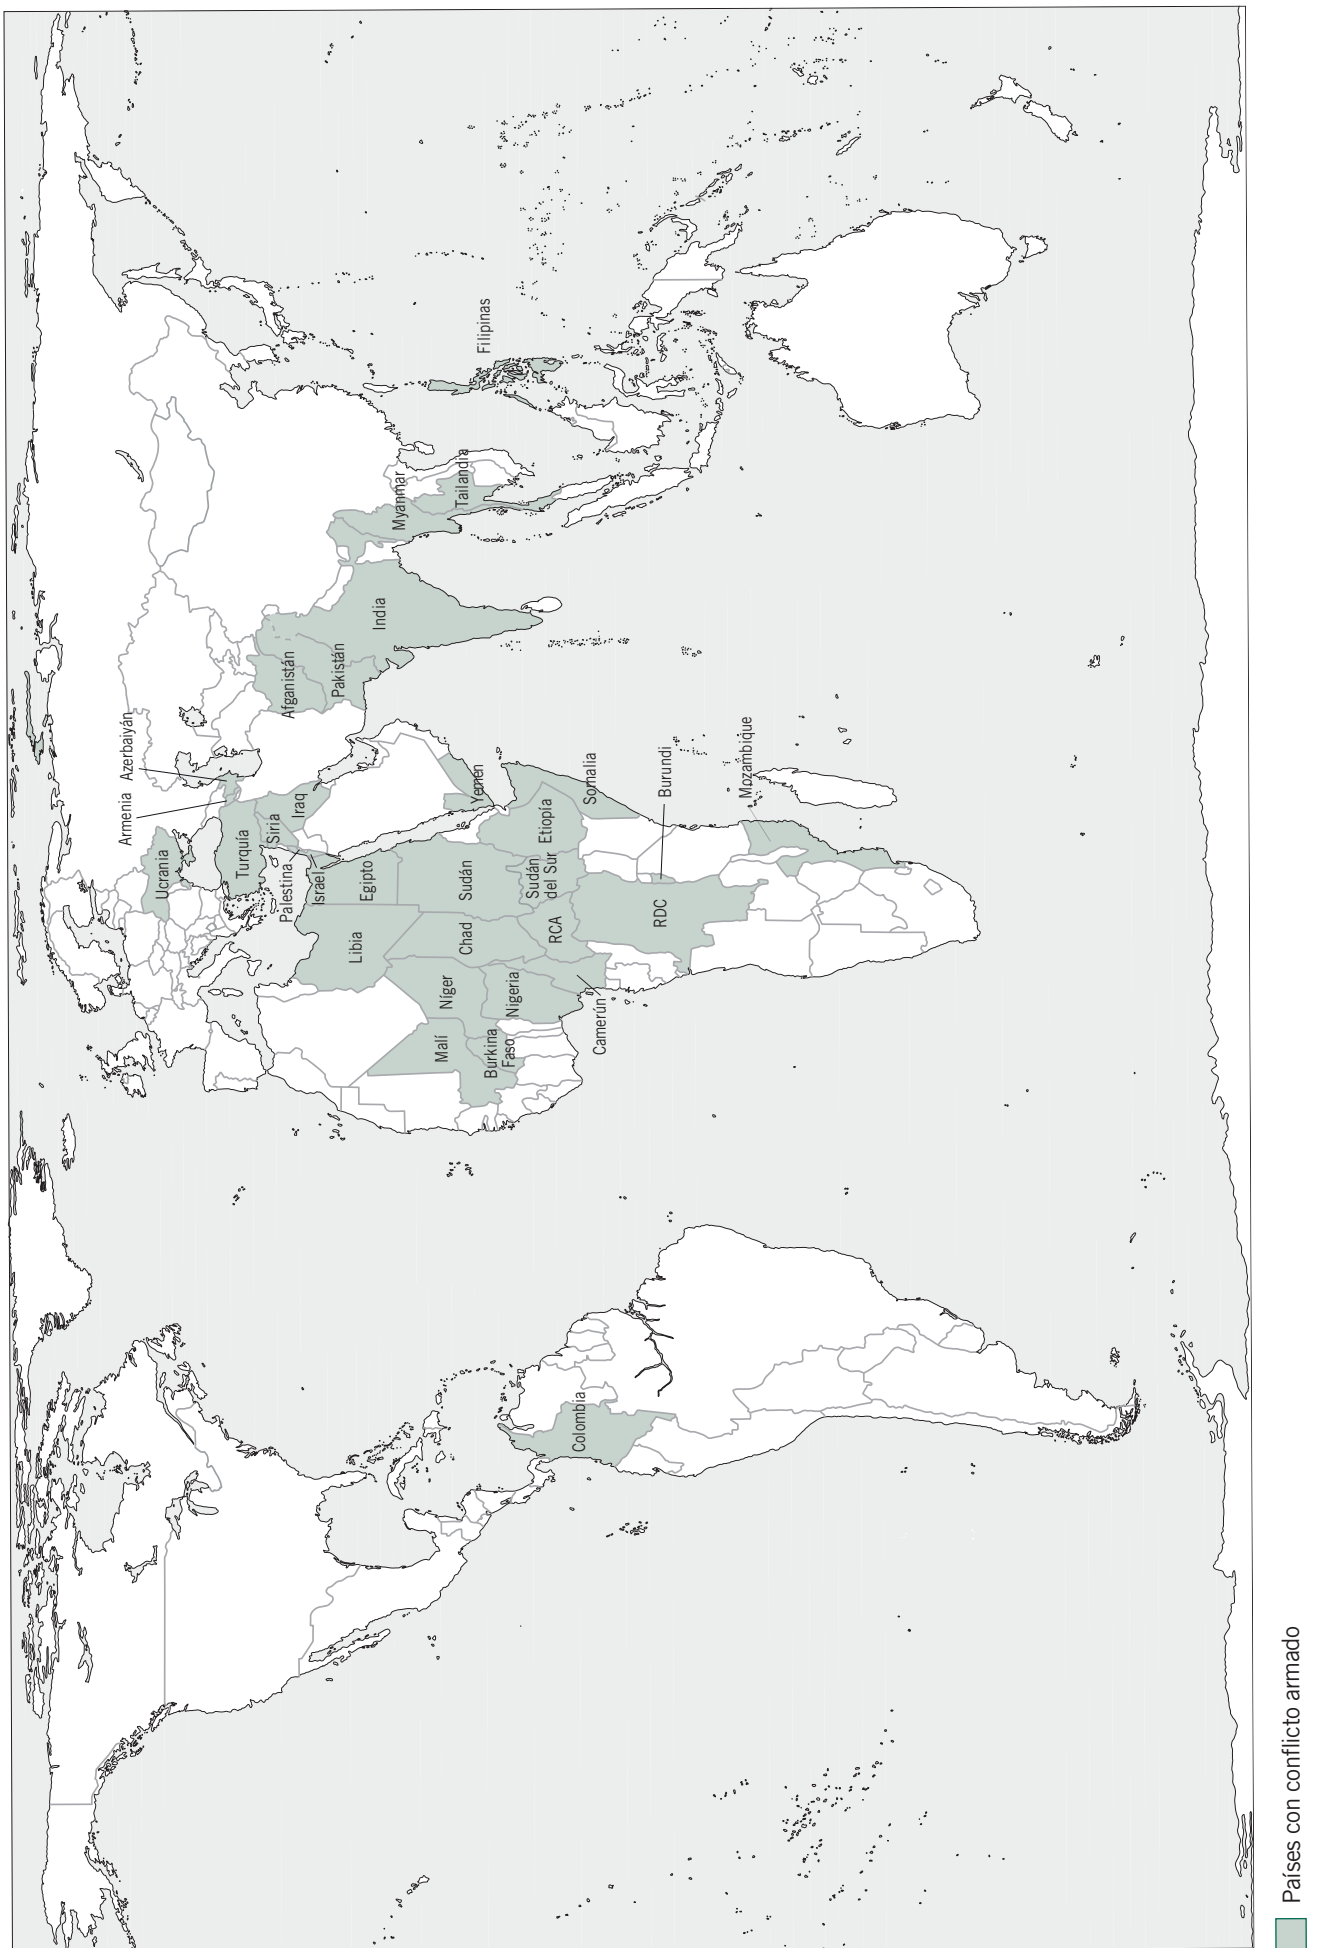 Filipinas
Myanmar
Tailandia
India
Afganistán
Pakistán
Azerbaiyán
Armenia
Ucrania
Turquía
Siria
Iraq
Palestina
Israel
Egipto
Yemen
Somalia
Etiopía
Sudán
Sudán
del Sur
Burundi
Mozambique
RDC
RCA
Chad
Libia
Níger
Nigeria
Camerún
Malí
Burkina
Faso
Colombia
Países con conflicto armado